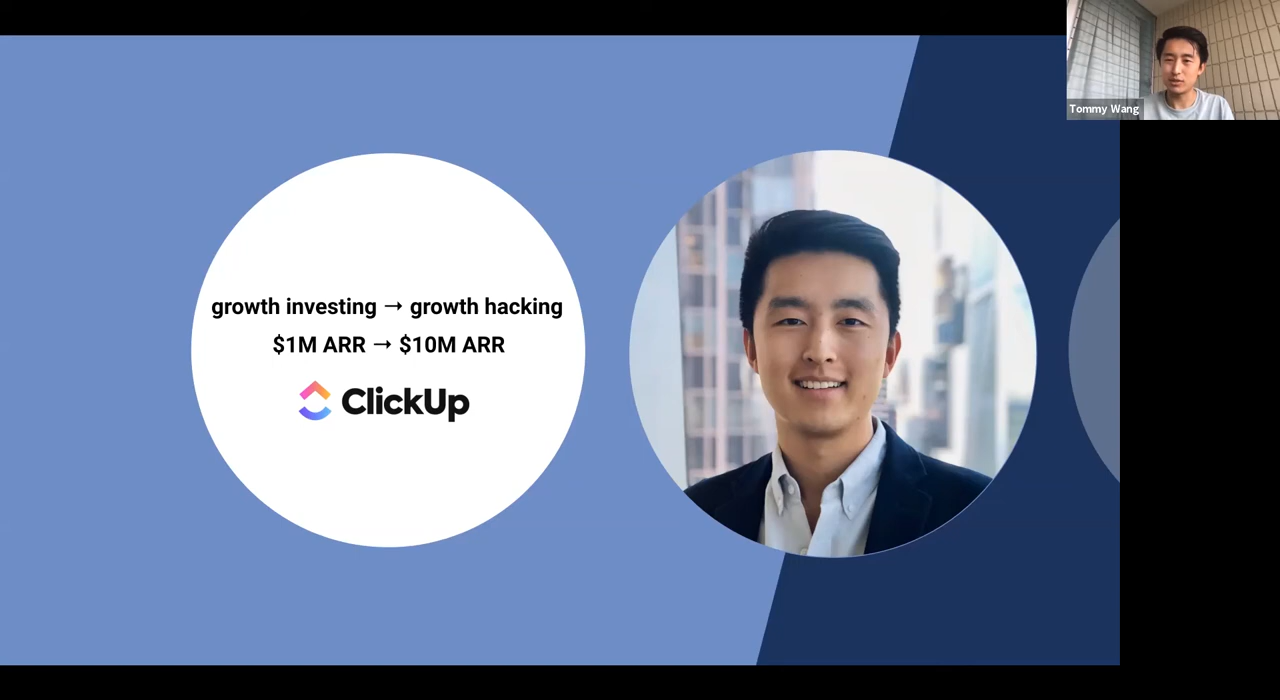 growth investing → growth hacking
$1M ARR → $10M ARR
ClickUp
Tommy Wang